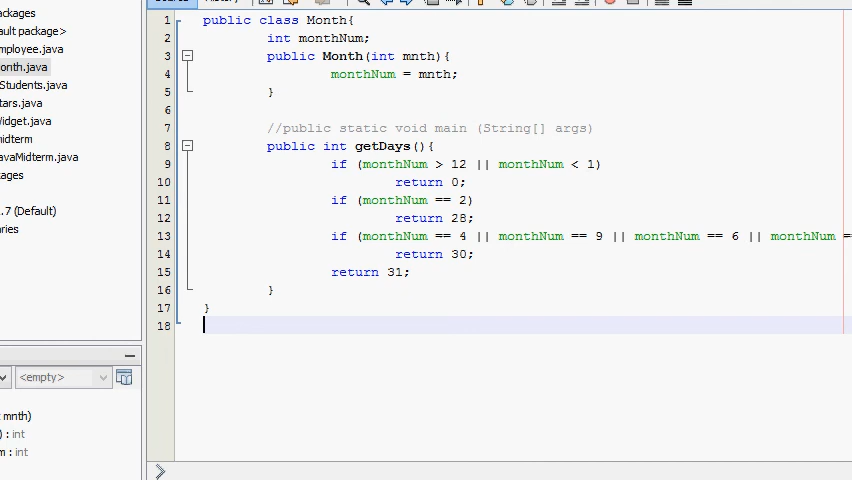 ackages
ault package>
mployee.java
onth.java
Students.java
tars.java
Widget.java
midterm
avaMidterm.java
ages
.7 (Default)
ries
<empty>
t mnth)
) : int
m : int
1 public class Month{
2 int monthNum;
3 public Month(int mnth){
4 monthNum = mnth;
5 }
6
7 //public static void main (String[] args)
8 public int getDays(){
9 if (monthNum > 12 || monthNum < 1)
10 return 0;
11 if (monthNum == 2)
12 return 28;
13 if (monthNum == 4 || monthNum == 9 || monthNum == 6 || monthNum ==
14 return 30;
15 return 31;
16 }
17 }
18